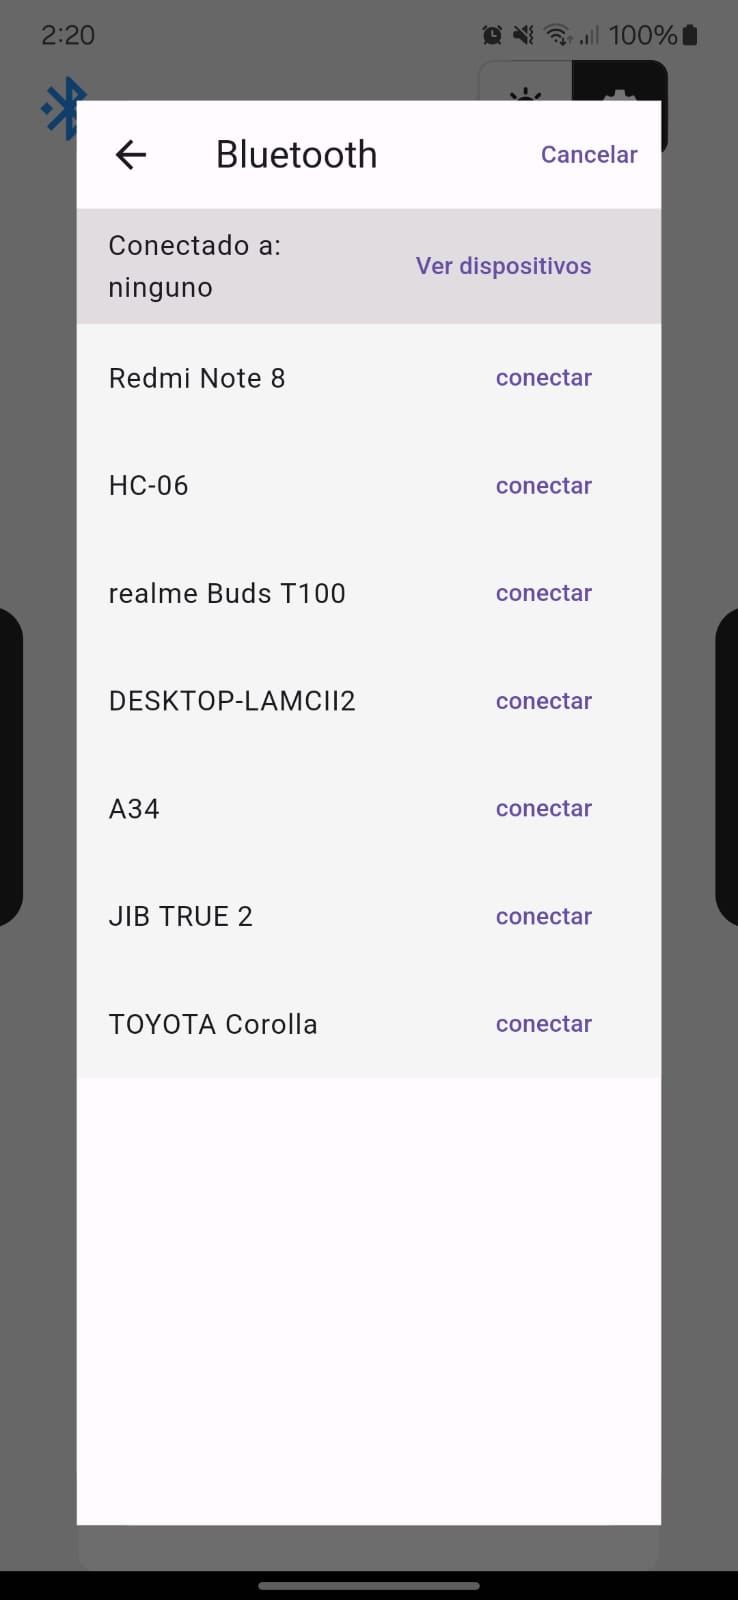 2:20
100%
Bluetooth
Cancelar
Conectado a:
ninguno
Ver dispositivos
Redmi Note 8
conectar
HC-06
conectar
realme Buds T100
conectar
DESKTOP-LAMCII2
conectar
A34
conectar
JIB TRUE 2
conectar
TOYOTA Corolla
conectar